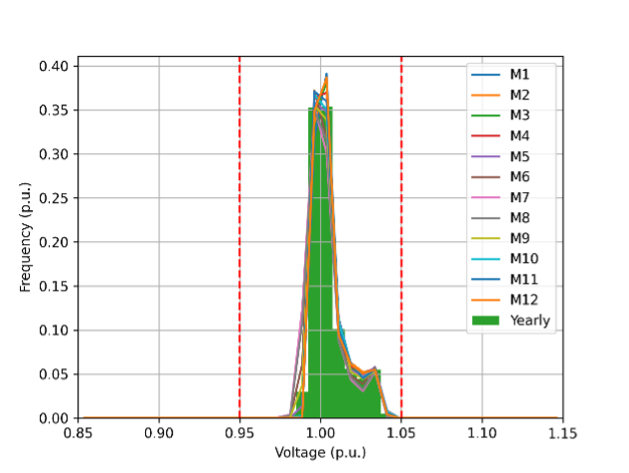 0.40
0.35
0.30
0.25
0.20
0.15
0.10
0.05
0.00
Frequency (p.u.)
0.85 0.90 0.95 1.00 1.05 1.10 1.15
Voltage (p.u.)
M1
M2
M3
M4
M5
M6
M7
M8
M9
M10
M11
M12
Yearly